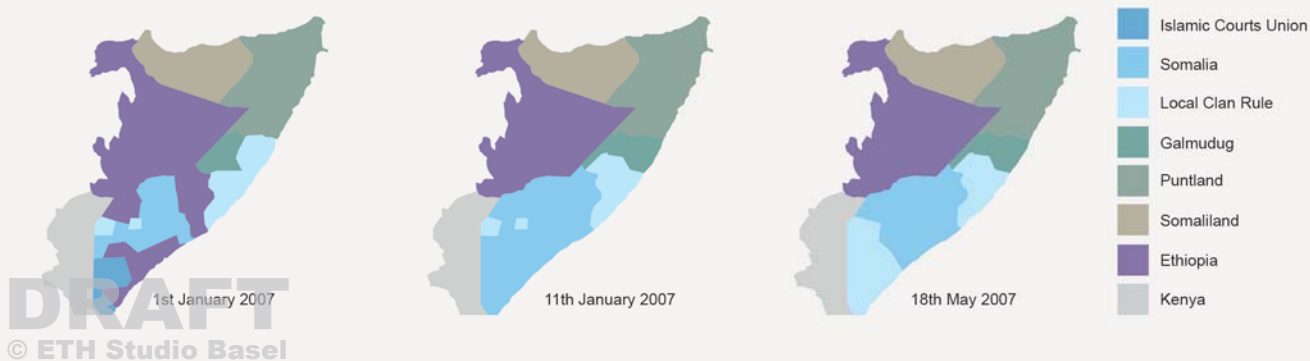 Islamic Courts Union
Somalia
Local Clan Rule
Galmudug
Puntland
Somaliland
Ethiopia
Kenya
1st January 2007
11th January 2007
18th May 2007
DRAFT
© ETH Studio Basel